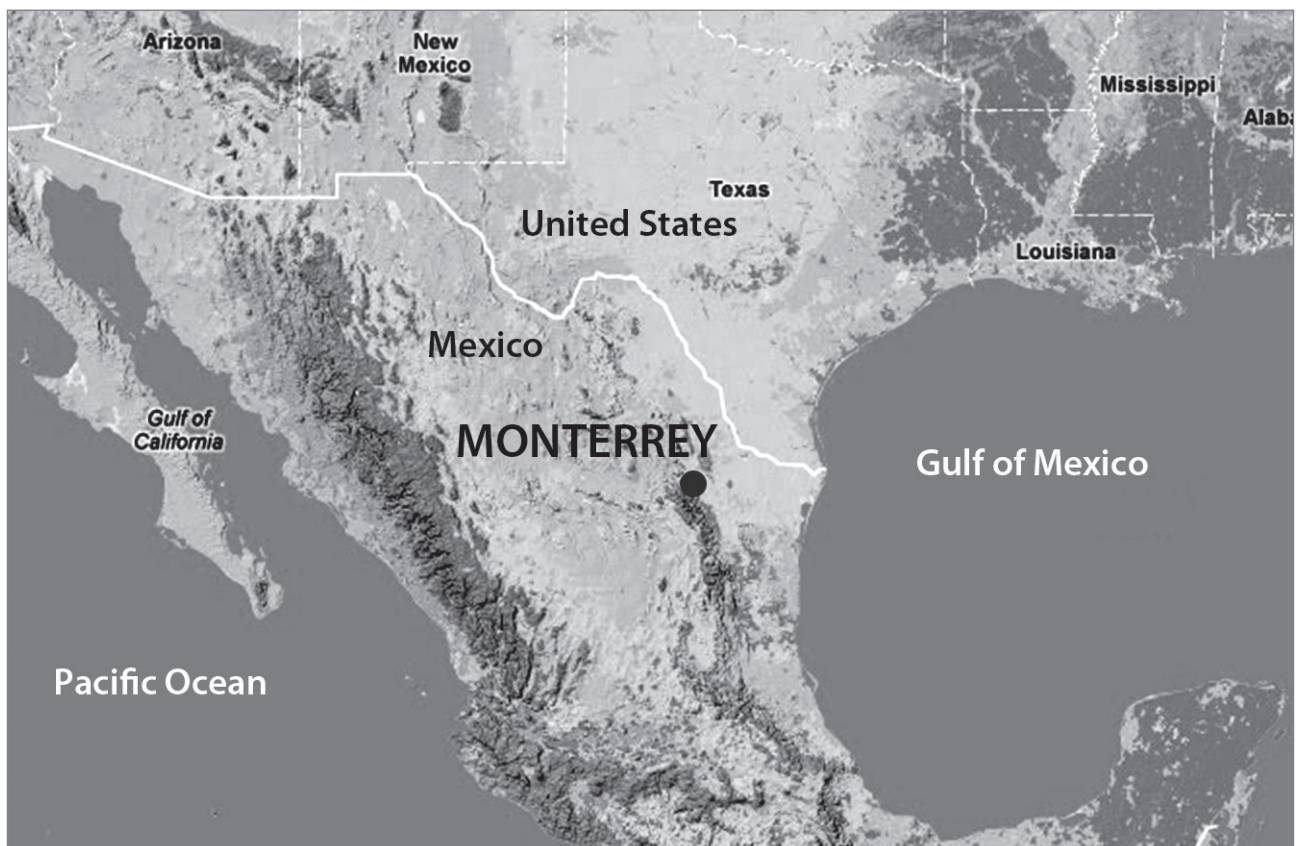 Arizona
New
Mexico
Mississippi
Alaba
Texas
United States
Louisiana
Mexico
Gulf of
California
MONTERREY
Gulf of Mexico
Pacific Ocean